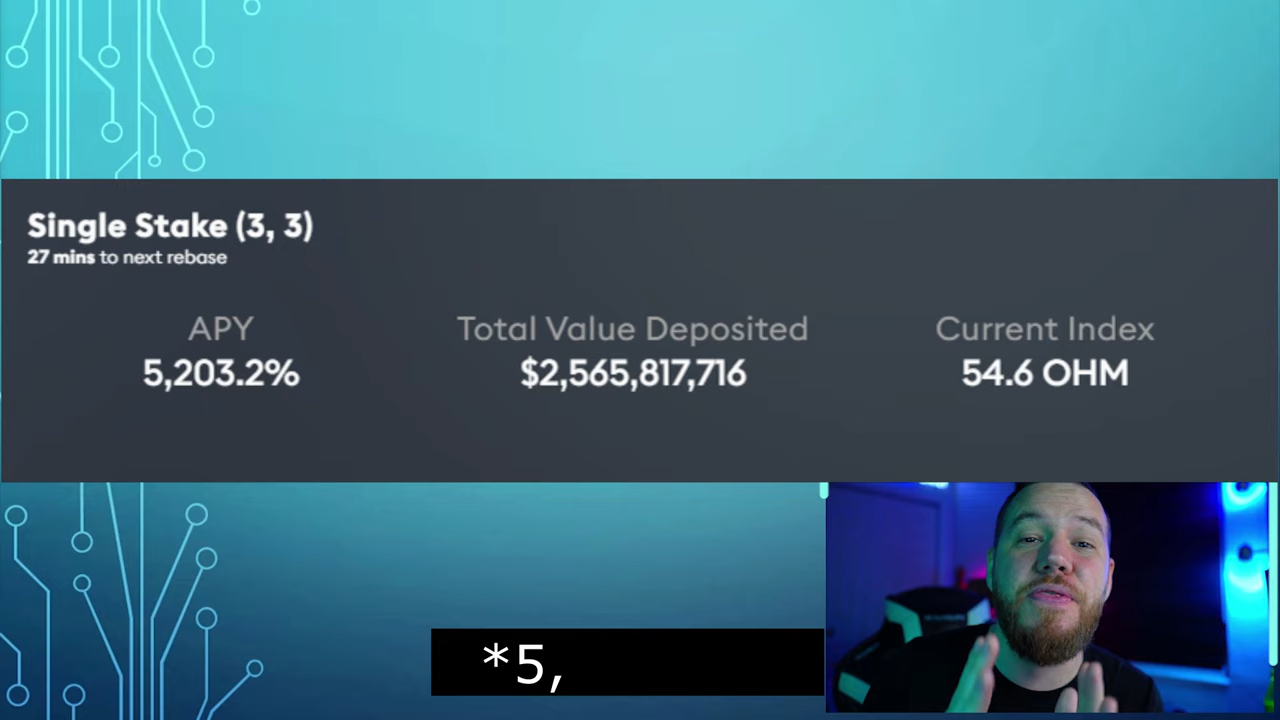 Single Stake (3, 3)
27 mins to next rebase
APY Total Value Deposited Current Index
5,203.2% $2,565,817,716 54.6 OHM
*5,